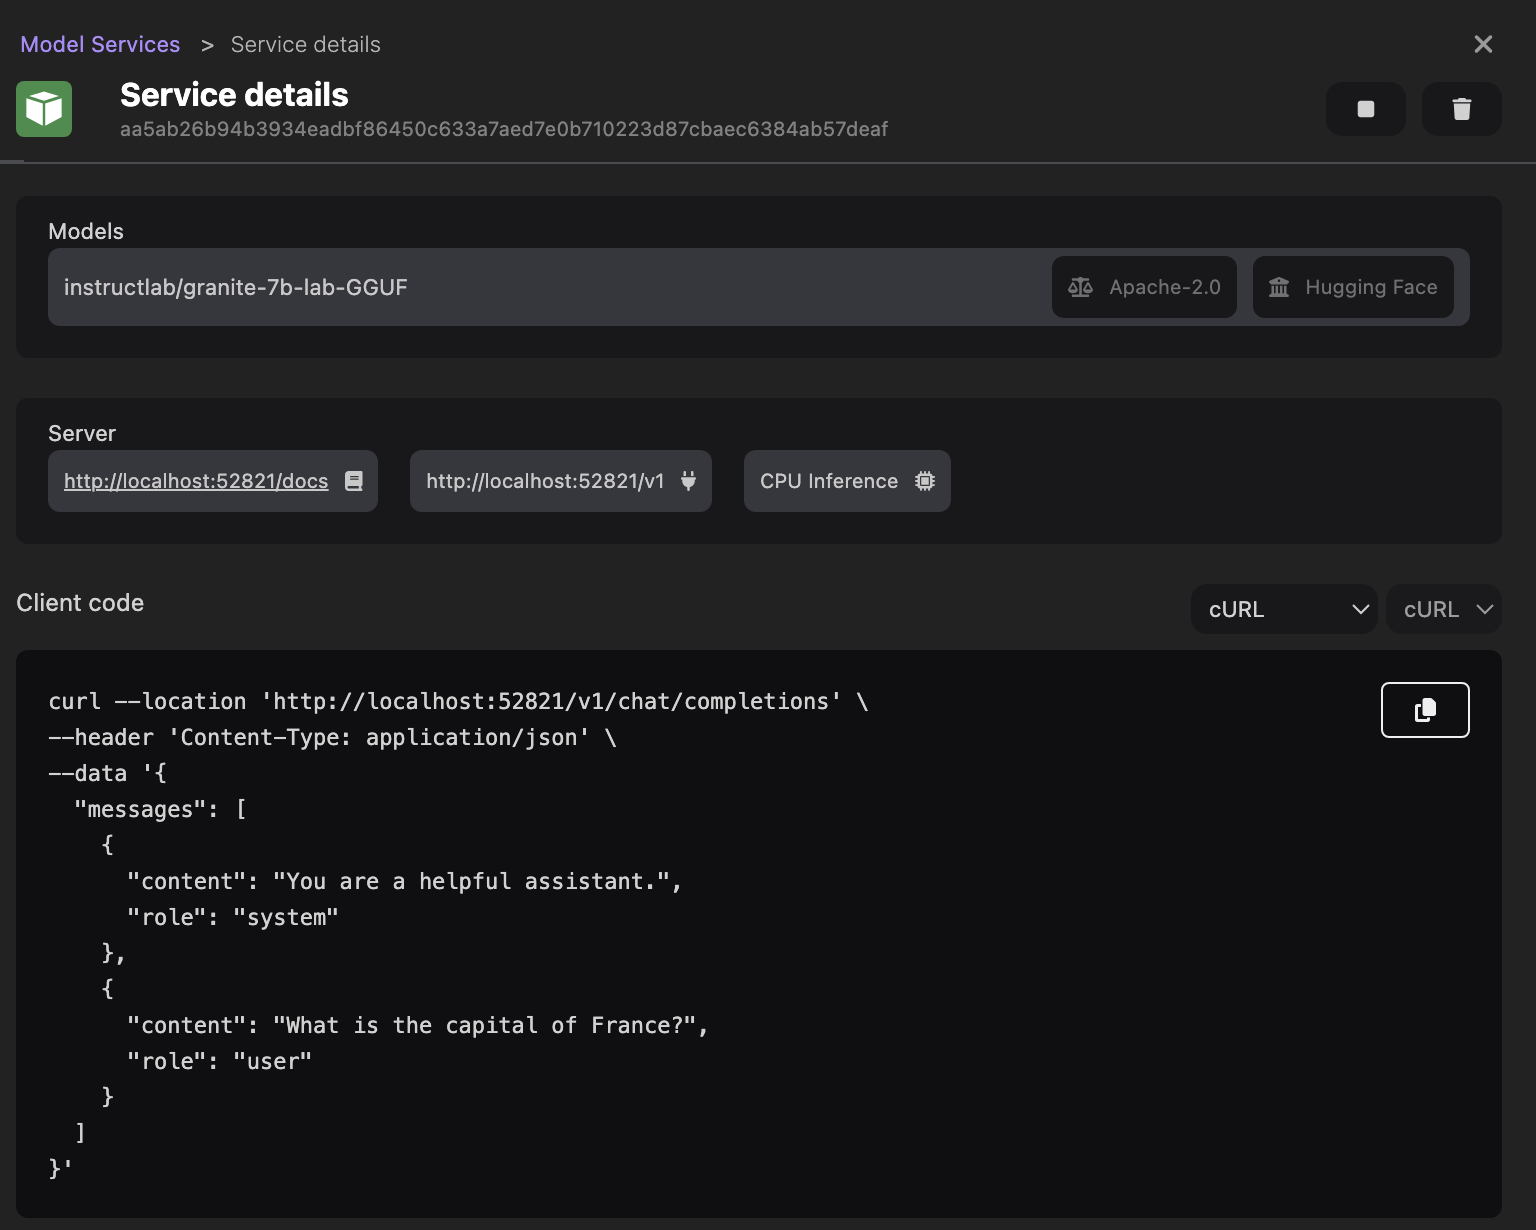 Model Services > Service details
Service details
aa5ab26b94b3934eadbf86450c633a7aed7e0b710223d87cbaec6384ab57deaf
Models
instructlab/granite-7b-lab-GGUF Apache-2.0 Hugging Face
Server
http://localhost:52821/docs http://localhost:52821/v1 CPU Inference
Client code cURL cURL
curl --location 'http://localhost:52821/v1/chat/completions' \
--header 'Content-Type: application/json' \
--data '{
  "messages": [
    {
      "content": "You are a helpful assistant.",
      "role": "system"
    },
    {
      "content": "What is the capital of France?",
      "role": "user"
    }
  ]
}'